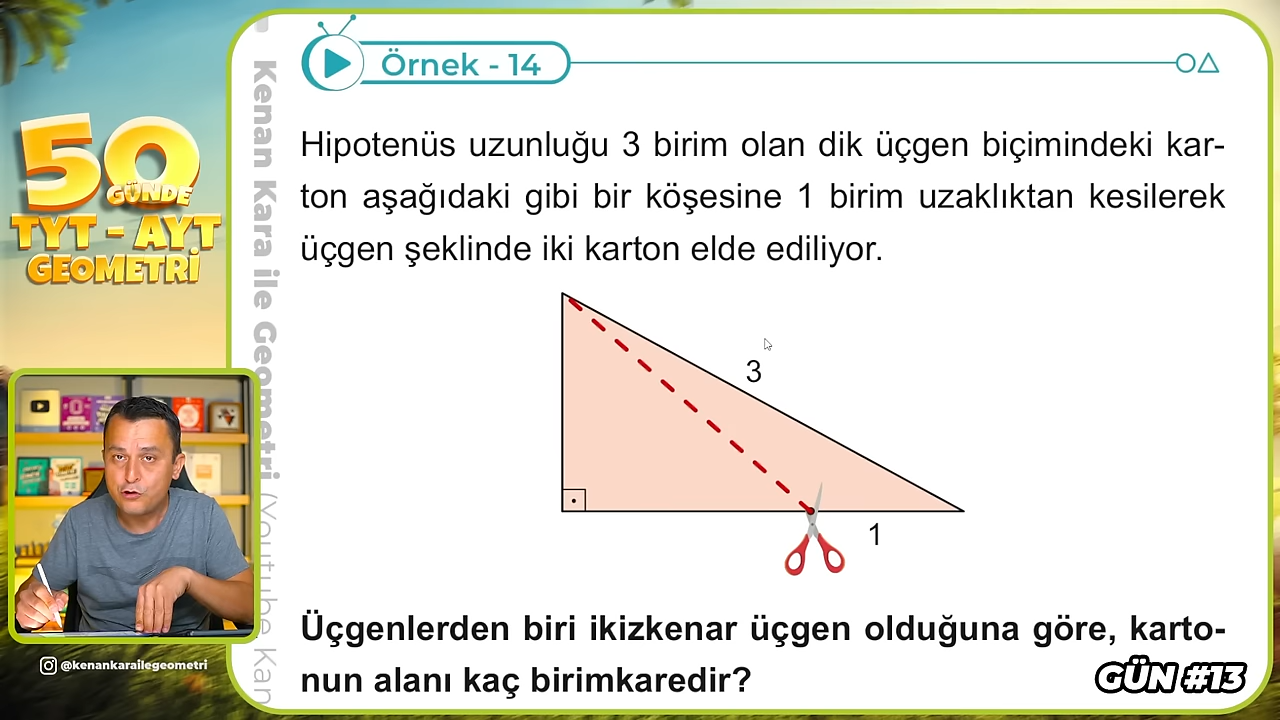 Örnek - 14
50
GÜNDE
TYT - AYT
GEOMETRİ
Kenan Kara ile Geometri (Youtube Kan
Hipotenüs uzunluğu 3 birim olan dik üçgen biçimindeki kar-
ton aşağıdaki gibi bir köşesine 1 birim uzaklıktan kesilerek
üçgen şeklinde iki karton elde ediliyor.
3
1
Üçgenlerden biri ikizkenar üçgen olduğuna göre, karto-
nun alanı kaç birimkaredir?
@kenankarailegeometri
GÜN #13